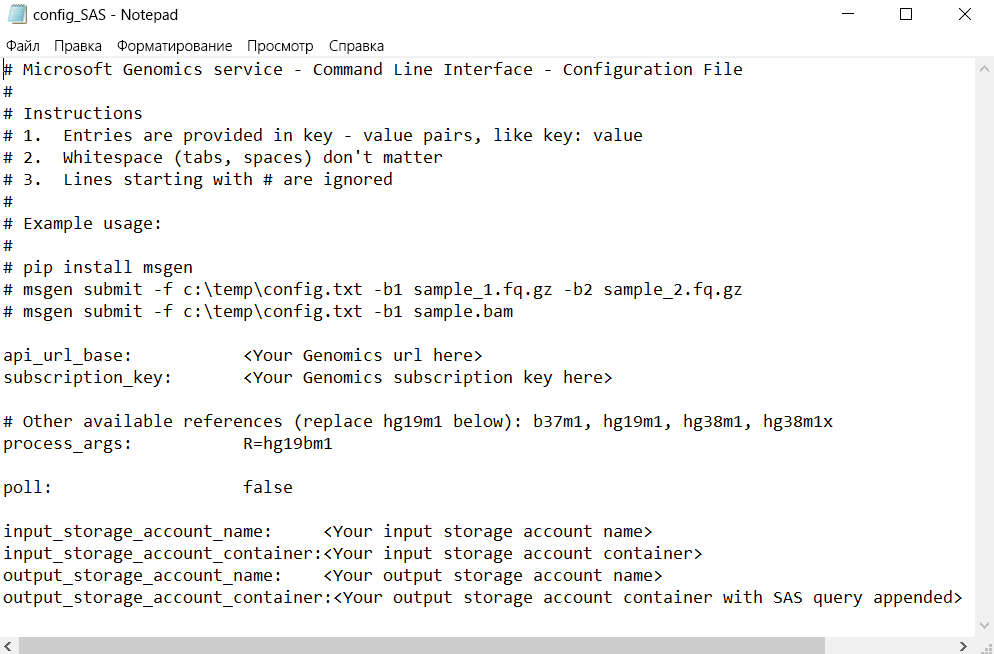 config_SAS - Notepad
Файл Правка Форматирование Просмотр Справка
# Microsoft Genomics service - Command Line Interface - Configuration File
#
# Instructions
# 1.  Entries are provided in key - value pairs, like key: value
# 2.  Whitespace (tabs, spaces) don't matter
# 3.  Lines starting with # are ignored
#
# Example usage:
#
# pip install msgen
# msgen submit -f c:\temp\config.txt -b1 sample_1.fq.gz -b2 sample_2.fq.gz
# msgen submit -f c:\temp\config.txt -b1 sample.bam
api_url_base:           <Your Genomics url here>
subscription_key:       <Your Genomics subscription key here>
# Other available references (replace hg19m1 below): b37m1, hg19m1, hg38m1, hg38m1x
process_args:           R=hg19bm1
poll:                   false
input_storage_account_name:     <Your input storage account name>
input_storage_account_container:<Your input storage account container>
output_storage_account_name:    <Your output storage account name>
output_storage_account_container:<Your output storage account container with SAS query appended>